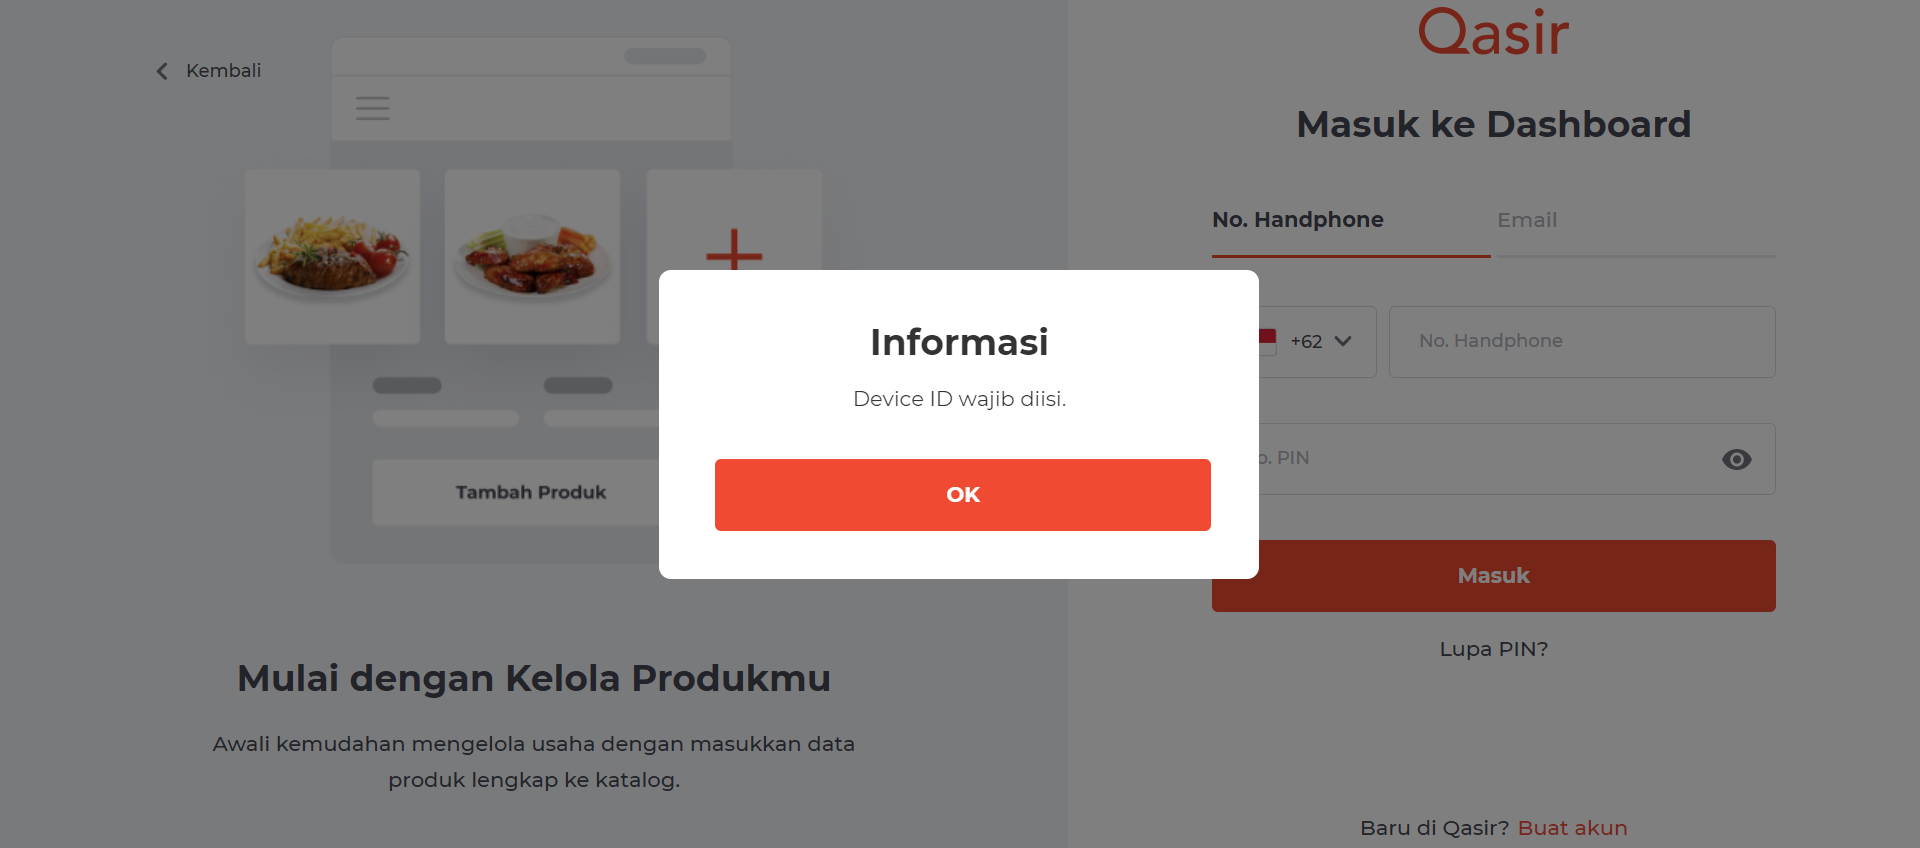 Kembali
Tambah Produk
Mulai dengan Kelola Produkmu
Awali kemudahan mengelola usaha dengan masukkan data
produk lengkap ke katalog.
Informasi
Device ID wajib diisi.
OK
Qasir
Masuk ke Dashboard
No. Handphone
Email
+62
No. Handphone
PIN
Masuk
Lupa PIN?
Baru di Qasir? Buat akun